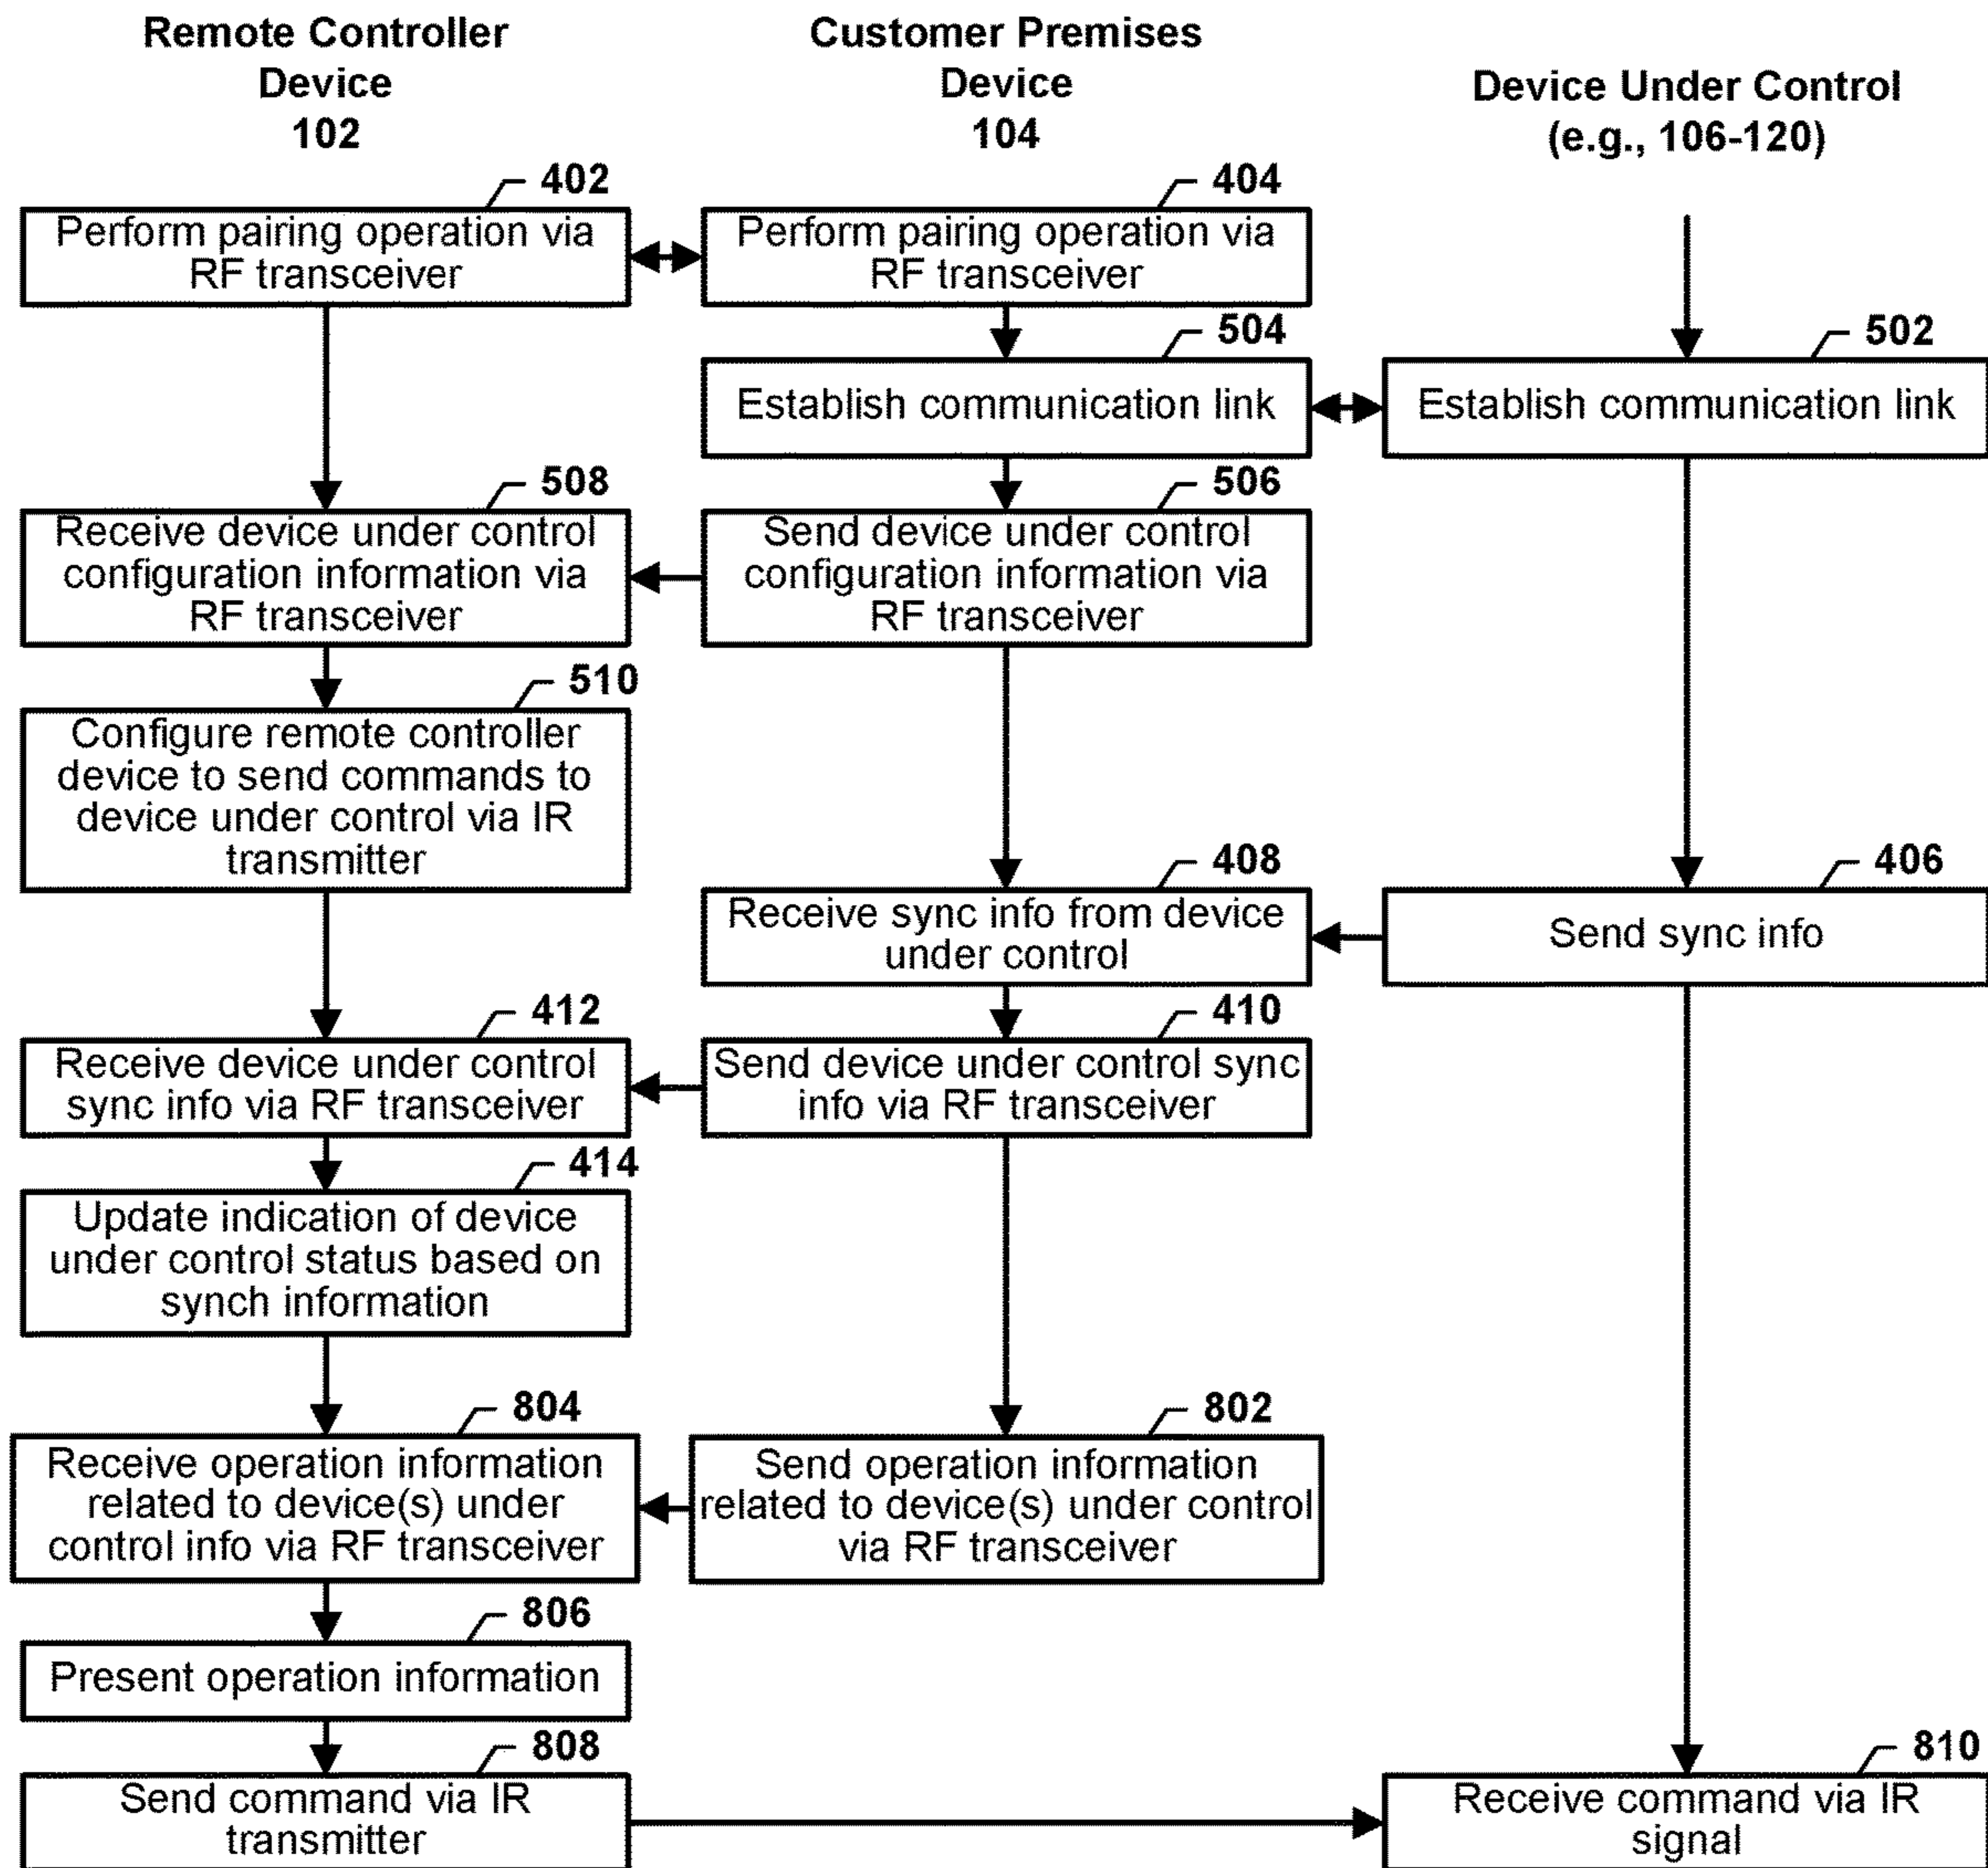 Remote Controller
Device
102
Customer Premises
Device
104
Device Under Control
(e.g., 106-120)
402
Perform pairing operation via
RF transceiver
404
Perform pairing operation via
RF transceiver
504
Establish communication link
502
Establish communication link
508
Receive device under control
configuration information via
RF transceiver
506
Send device under control
configuration information via
RF transceiver
510
Configure remote controller
device to send commands to
device under control via IR
transmitter
408
Receive sync info from device
under control
406
Send sync info
412
Receive device under control
sync info via RF transceiver
410
Send device under control sync
info via RF transceiver
414
Update indication of device
under control status based on
synch information
804
Receive operation information
related to device(s) under
control info via RF transceiver
802
Send operation information
related to device(s) under control
via RF transceiver
806
Present operation information
808
Send command via IR
transmitter
810
Receive command via IR
signal